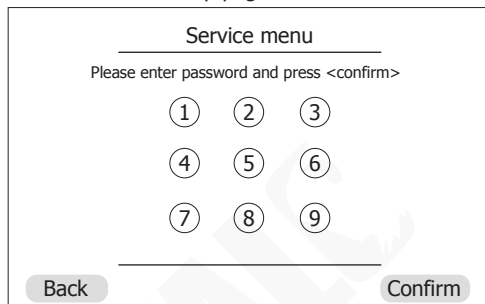 Service menu
Please enter password and press <confirm>
1 2 3
4 5 6
7 8 9
Back Confirm